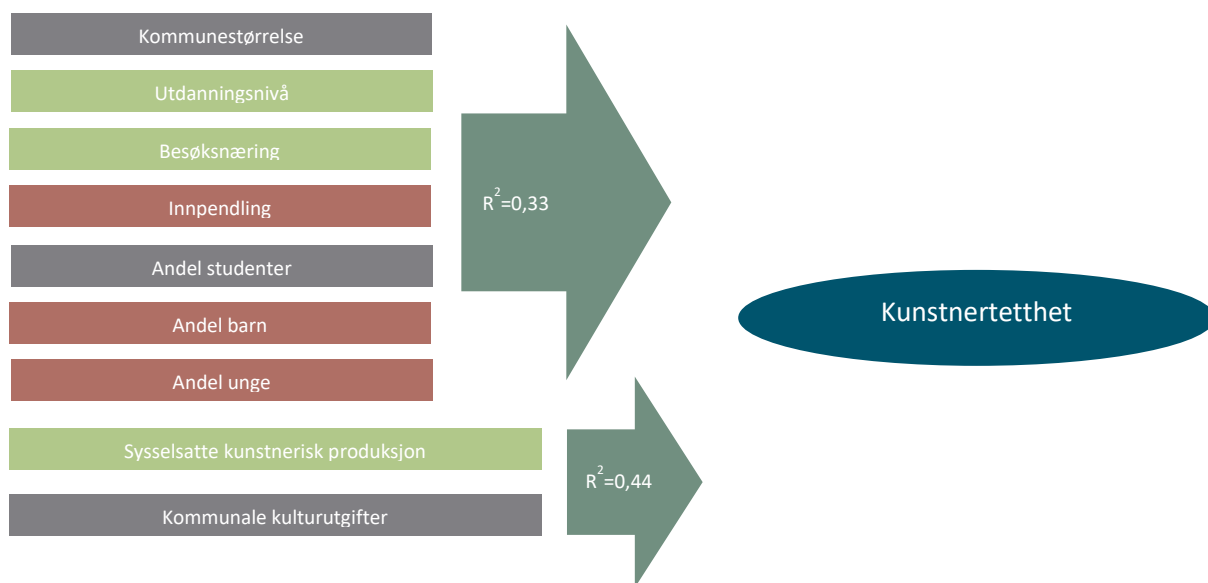 Kommunestørrelse
Utdanningsnivå
Besøksnæring
Innpendling
Andel studenter
Andel barn
Andel unge
R²=0,33
Sysselsatte kunstnerisk produksjon
Kommunale kulturutgifter
R²=0,44
Kunstnertetthet